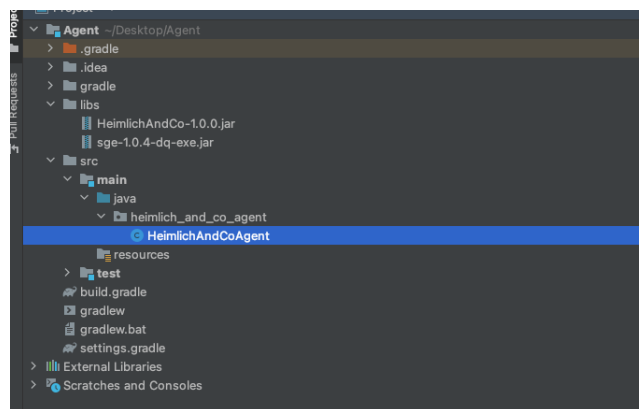 Project
Agent ~/Desktop/Agent
.gradle
.idea
gradle
libs
HeimlichAndCo-1.0.0.jar
sge-1.0.4-dq-exe.jar
src
main
java
heimlich_and_co_agent
HeimlichAndCoAgent
resources
test
build.gradle
gradlew
gradlew.bat
settings.gradle
External Libraries
Scratches and Consoles
Project
Pull Requests